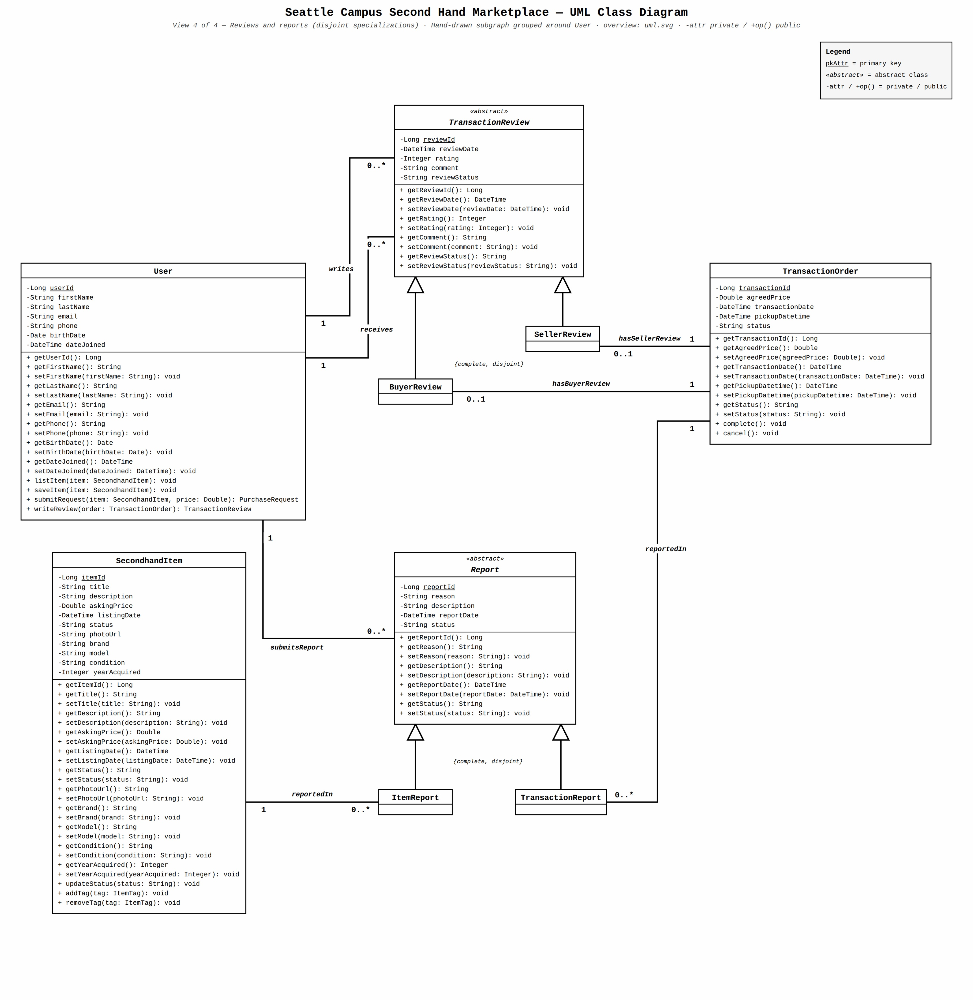 Seattle Campus Second Hand Marketplace — UML Class Diagram
View 4 of 4 — Reviews and reports (disjoint specializations) · Hand-drawn subgraph grouped around User · overview: uml.svg · -attr private / +op() public
Legend
pkAttr = primary key
«abstract» = abstract class
-attr / +op() = private / public
«abstract»
TransactionReview
-Long reviewId
-DateTime reviewDate
-Integer rating
-String comment
-String reviewStatus
+ getReviewId(): Long
+ getReviewDate(): DateTime
+ setReviewDate(reviewDate: DateTime): void
+ getRating(): Integer
+ setRating(rating: Integer): void
+ getComment(): String
+ setComment(comment: String): void
+ getReviewStatus(): String
+ setReviewStatus(reviewStatus: String): void
0..*
0..*
writes
receives
1
1
User
-Long userId
-String firstName
-String lastName
-String email
-String phone
-Date birthDate
-DateTime dateJoined
+ getUserId(): Long
+ getFirstName(): String
+ setFirstName(firstName: String): void
+ getLastName(): String
+ setLastName(lastName: String): void
+ getEmail(): String
+ setEmail(email: String): void
+ getPhone(): String
+ setPhone(phone: String): void
+ getBirthDate(): Date
+ setBirthDate(birthDate: Date): void
+ getDateJoined(): DateTime
+ setDateJoined(dateJoined: DateTime): void
+ listItem(item: SecondhandItem): void
+ saveItem(item: SecondhandItem): void
+ submitRequest(item: SecondhandItem, price: Double): PurchaseRequest
+ writeReview(order: TransactionOrder): TransactionReview
SellerReview
hasSellerReview
1
0..1
{complete, disjoint}
BuyerReview
hasBuyerReview
1
0..1
TransactionOrder
-Long transactionId
-Double agreedPrice
-DateTime transactionDate
-DateTime pickupDatetime
-String status
+ getTransactionId(): Long
+ getAgreedPrice(): Double
+ setAgreedPrice(agreedPrice: Double): void
+ getTransactionDate(): DateTime
+ setTransactionDate(transactionDate: DateTime): void
+ getPickupDatetime(): DateTime
+ setPickupDatetime(pickupDatetime: DateTime): void
+ getStatus(): String
+ setStatus(status: String): void
+ complete(): void
+ cancel(): void
1
reportedIn
1
submitsReport
0..*
SecondhandItem
-Long itemId
-String title
-String description
-Double askingPrice
-DateTime listingDate
-String status
-String photoUrl
-String brand
-String model
-String condition
-Integer yearAcquired
+ getItemId(): Long
+ getTitle(): String
+ setTitle(title: String): void
+ getDescription(): String
+ setDescription(description: String): void
+ getAskingPrice(): Double
+ setAskingPrice(askingPrice: Double): void
+ getListingDate(): DateTime
+ setListingDate(listingDate: DateTime): void
+ getStatus(): String
+ setStatus(status: String): void
+ getPhotoUrl(): String
+ setPhotoUrl(photoUrl: String): void
+ getBrand(): String
+ setBrand(brand: String): void
+ getModel(): String
+ setModel(model: String): void
+ getCondition(): String
+ setCondition(condition: String): void
+ getYearAcquired(): Integer
+ setYearAcquired(yearAcquired: Integer): void
+ updateStatus(status: String): void
+ addTag(tag: ItemTag): void
+ removeTag(tag: ItemTag): void
«abstract»
Report
-Long reportId
-String reason
-String description
-DateTime reportDate
-String status
+ getReportId(): Long
+ getReason(): String
+ setReason(reason: String): void
+ getDescription(): String
+ setDescription(description: String): void
+ getReportDate(): DateTime
+ setReportDate(reportDate: DateTime): void
+ getStatus(): String
+ setStatus(status: String): void
{complete, disjoint}
reportedIn
1
0..*
ItemReport
TransactionReport
0..*